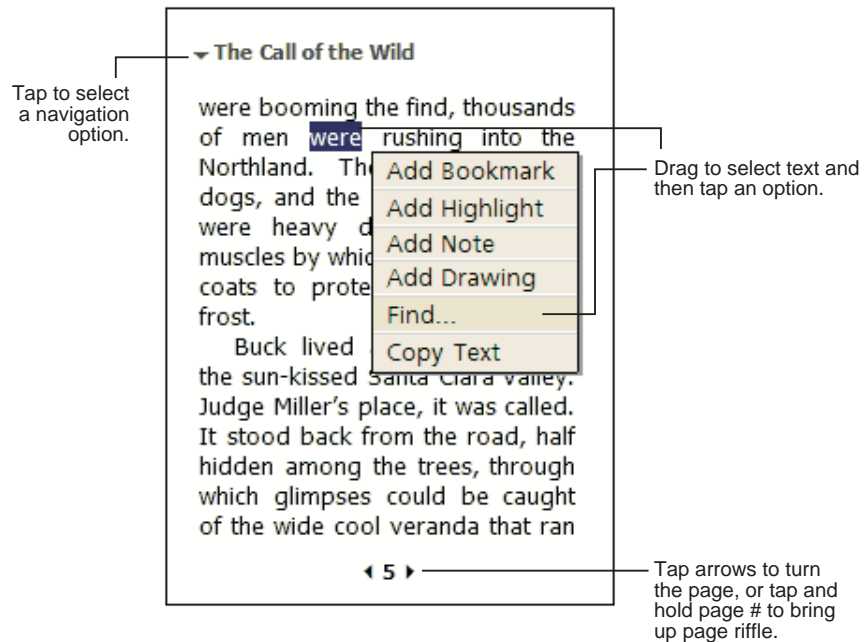 The Call of the Wild
Tap to select
a navigation
option.
were booming the find, thousands
of men were rushing into the
Northland. The
dogs, and the
were heavy d
muscles by whic
coats to prote
frost.
Buck lived
the sun-kissed Santa Clara Valley.
Judge Miller's place, it was called.
It stood back from the road, half
hidden among the trees, through
which glimpses could be caught
of the wide cool veranda that ran
Add Bookmark
Add Highlight
Add Note
Add Drawing
Find...
Copy Text
Drag to select text and
then tap an option.
5
Tap arrows to turn
the page, or tap and
hold page # to bring
up page riffle.